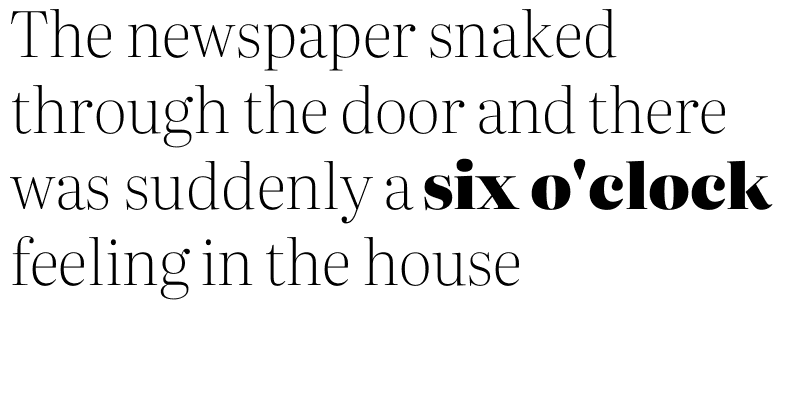 The newspaper snaked
through the door and there
was suddenly a six o'clock
feeling in the house